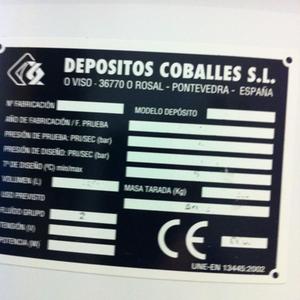 DEPOSITOS COBALLES S.L.
O VISO - 36770 O ROSAL - PONTEVEDRA - ESPAÑA
Nº FABRICACIÓN
MODELO DEPÓSITO
AÑO DE FABRICACIÓN / F. PRUEBA
PRESIÓN DE PRUEBA: PRI/SEC (bar)
PRESIÓN DE DISEÑO: PRI/SEC (bar)
Tª DE DISEÑO (ºC) min/max
VOLUMEN (L)
MASA TARADA (Kg)
USO PREVISTO
FLUÍDO GRUPO 2
TENSIÓN (V)
POTENCIA (W)
CE
UNE-EN 13445:2002